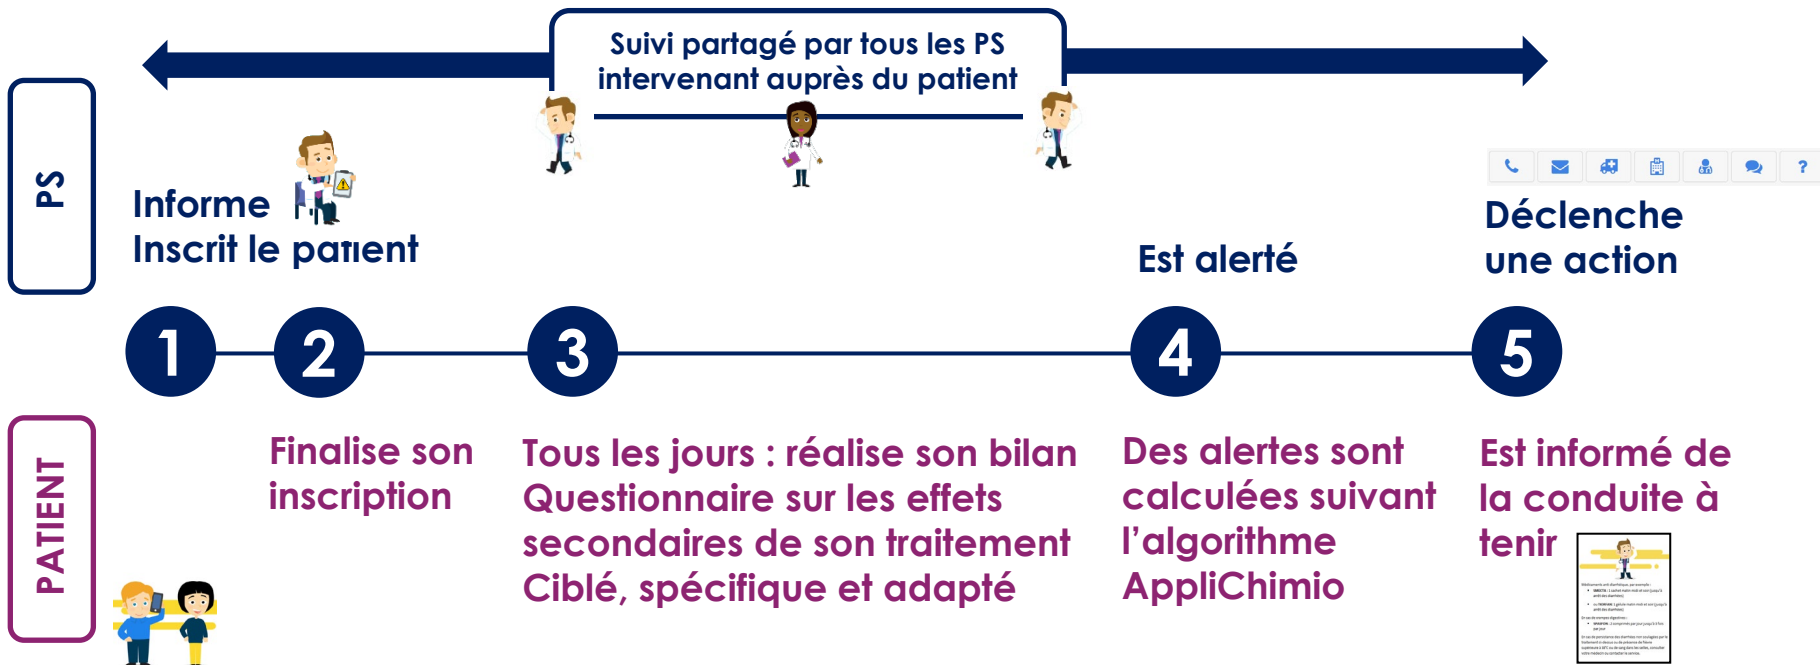 Suivi partagé par tous les PS
intervenant auprès du patient
PS
Informe
Inscrit le patient
Est alerté
?
Déclenche
une action
1
2
3
4
5
PATIENT
Finalise son
inscription
Tous les jours : réalise son bilan
Questionnaire sur les effets
secondaires de son traitement
Ciblé, spécifique et adapté
Des alertes sont
calculées suivant
l’algorithme
AppliChimio
Est informé de
la conduite à
tenir